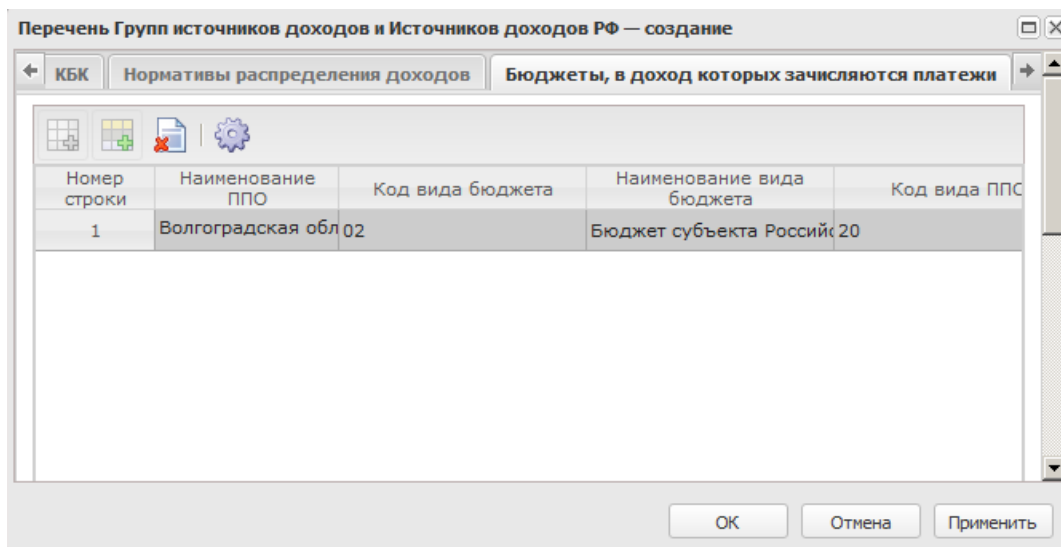 Перечень Групп источников доходов и Источников доходов РФ — создание
КБК Нормативы распределения доходов Бюджеты, в доход которых зачисляются платежи
Номер строки Наименование ППО Код вида бюджета Наименование вида бюджета Код вида ППО
1 Волгоградская обл 02 Бюджет субъекта Россий 20
ОК Отмена Применить